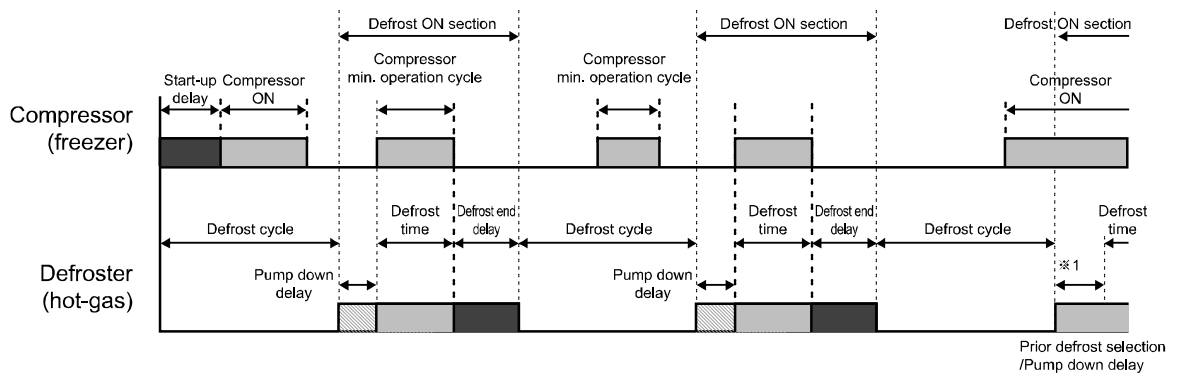 Defrost ON section
Defrost ON section
Defrost ON section
Compressor
min. operation cycle
Compressor
min. operation cycle
Start-up
delay
Compressor
ON
Compressor
ON
Compressor
(freezer)
Defrost cycle
Defrost
time
Defrost end
delay
Defrost cycle
Defrost
time
Defrost end
delay
Defrost cycle
Defrost
time
Defroster
(hot-gas)
Pump down
delay
Pump down
delay
※1
Prior defrost selection
/Pump down delay